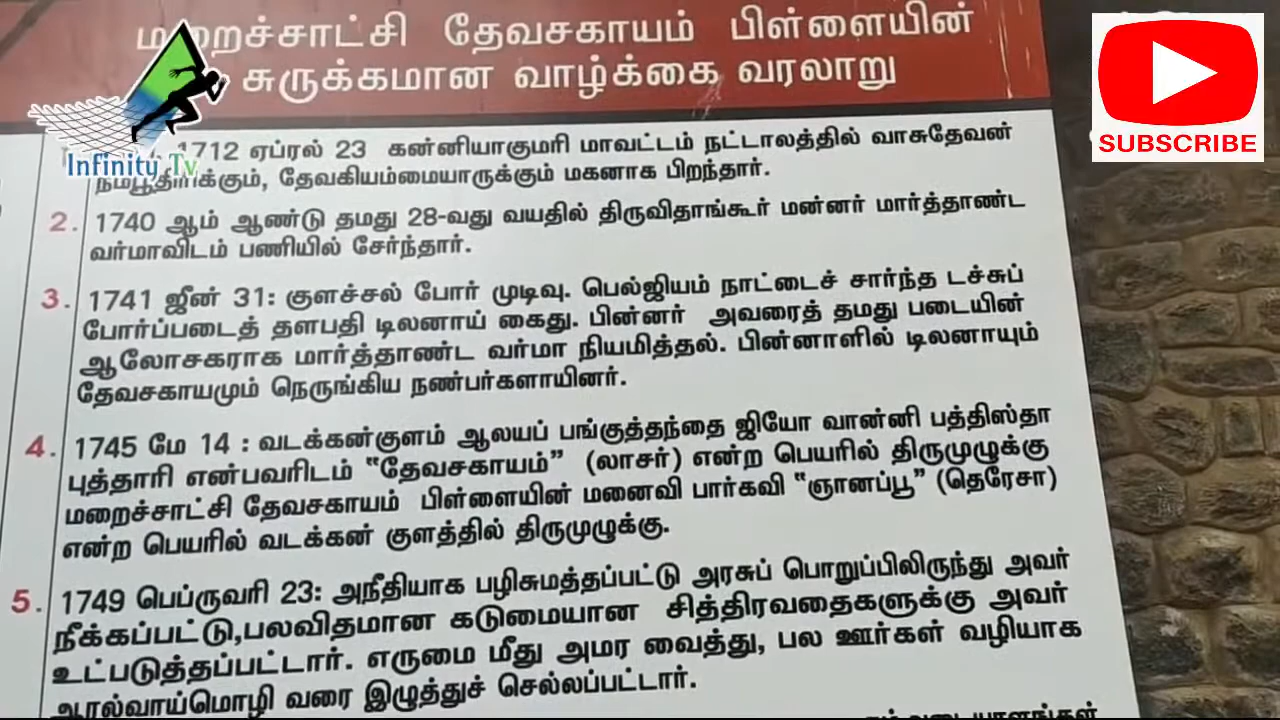 மறைச்சாட்சி தேவசகாயம் பிள்ளையின்
சுருக்கமான வாழ்க்கை வரலாறு
SUBSCRIBE
Infinity Tv
1712 ஏப்ரல் 23 கன்னியாகுமரி மாவட்டம் நட்டாலத்தில் வாசுதேவன்
நம்பூதிரிக்கும், தேவகியம்மையாருக்கும் மகனாக பிறந்தார்.
2. 1740 ஆம் ஆண்டு தமது 28-வது வயதில் திருவிதாங்கூர் மன்னர் மார்த்தாண்ட
வர்மாவிடம் பணியில் சேர்ந்தார்.
3. 1741 ஜீன் 31: குளச்சல் போர் முடிவு. பெல்ஜியம் நாட்டைச் சார்ந்த டச்சுப்
போர்ப்படைத் தளபதி டிலனாய் கைது. பின்னர் அவரைத் தமது படையின்
ஆலோசகராக மார்த்தாண்ட வர்மா நியமித்தல். பின்னாளில் டிலனாயும்
தேவசகாயமும் நெருங்கிய நண்பர்களாயினர்.
4. 1745 மே 14 : வடக்கன்குளம் ஆலயப் பங்குத்தந்தை ஜியோ வான்னி பத்திஸ்தா
புத்தாரி என்பவரிடம் “தேவசகாயம்” (லாசர்) என்ற பெயரில் திருமுழுக்கு
மறைச்சாட்சி தேவசகாயம் பிள்ளையின் மனைவி பார்கவி “ஞானப்பூ” (தெரேசா)
என்ற பெயரில் வடக்கன் குளத்தில் திருமுழுக்கு.
5. 1749 பெப்ருவரி 23: அநீதியாக பழிசுமத்தப்பட்டு அரசுப் பொறுப்பிலிருந்து அவர்
நீக்கப்பட்டு,பலவிதமான கடுமையான சித்திரவதைகளுக்கு அவர்
உட்படுத்தப்பட்டார். எருமை மீது அமர வைத்து, பல ஊர்கள் வழியாக
ஆரல்வாய்மொழி வரை இழுத்துச் செல்லப்பட்டார்.